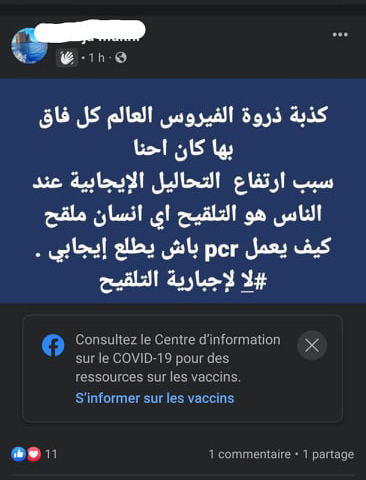 1 h
كذبة ذروة الفيروس العالم كل فاق
بها كان احنا
سبب ارتفاع التحاليل الإيجابية عند
الناس هو التلقيح اي انسان ملقح
كيف يعمل pcr باش يطلع إيجابي .
#لا لإجبارية التلقيح
Consultez le Centre d'information
sur le COVID-19 pour des
ressources sur les vaccins.
S'informer sur les vaccins
11
1 commentaire • 1 partage